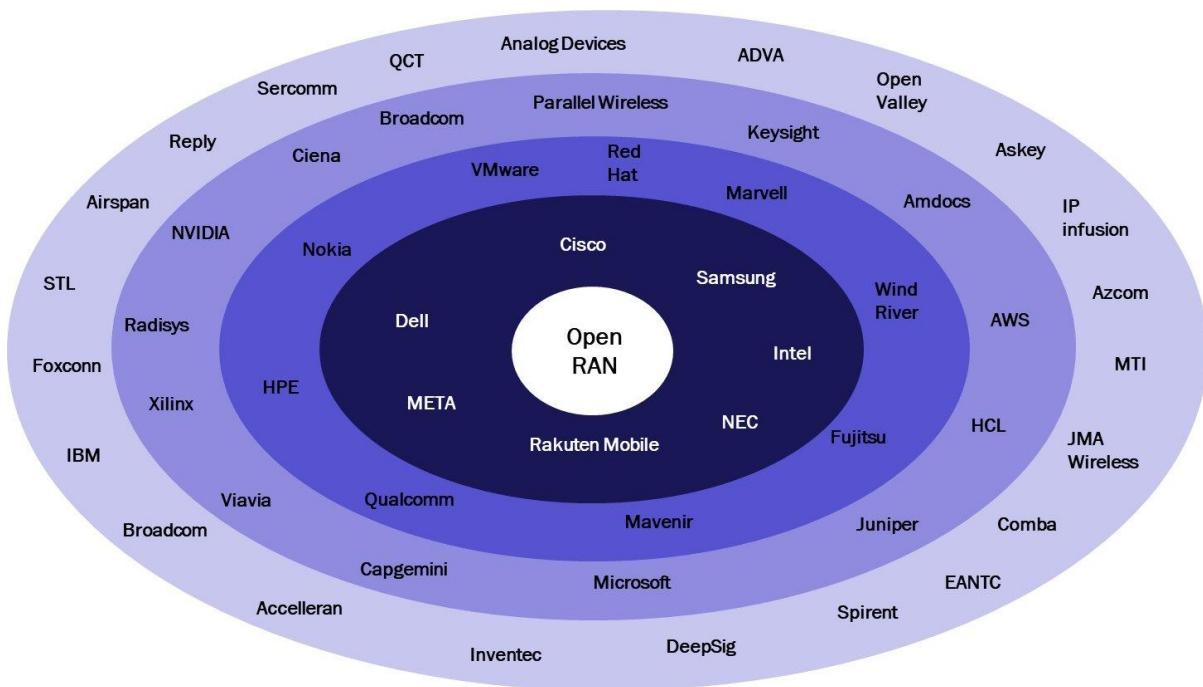 Analog Devices
QCT
ADVA
Sercomm
Open
Valley
Parallel Wireless
Broadcom
Keysight
Reply
Ciena
Red
Hat
VMware
Askey
Marvell
Airspan
Amdocs
IP
infusion
NVIDIA
Nokia
Cisco
Samsung
STL
Wind
River
Azcom
Radisys
Dell
AWS
Open
RAN
Intel
Foxconn
MTI
HPE
Xilinx
META
NEC
HCL
Rakuten Mobile
Fujitsu
JMA
Wireless
IBM
Viavia
Qualcomm
Mavenir
Juniper
Comba
Broadcom
Capgemini
Microsoft
EANTC
Accelleran
Spirent
Inventec
DeepSig